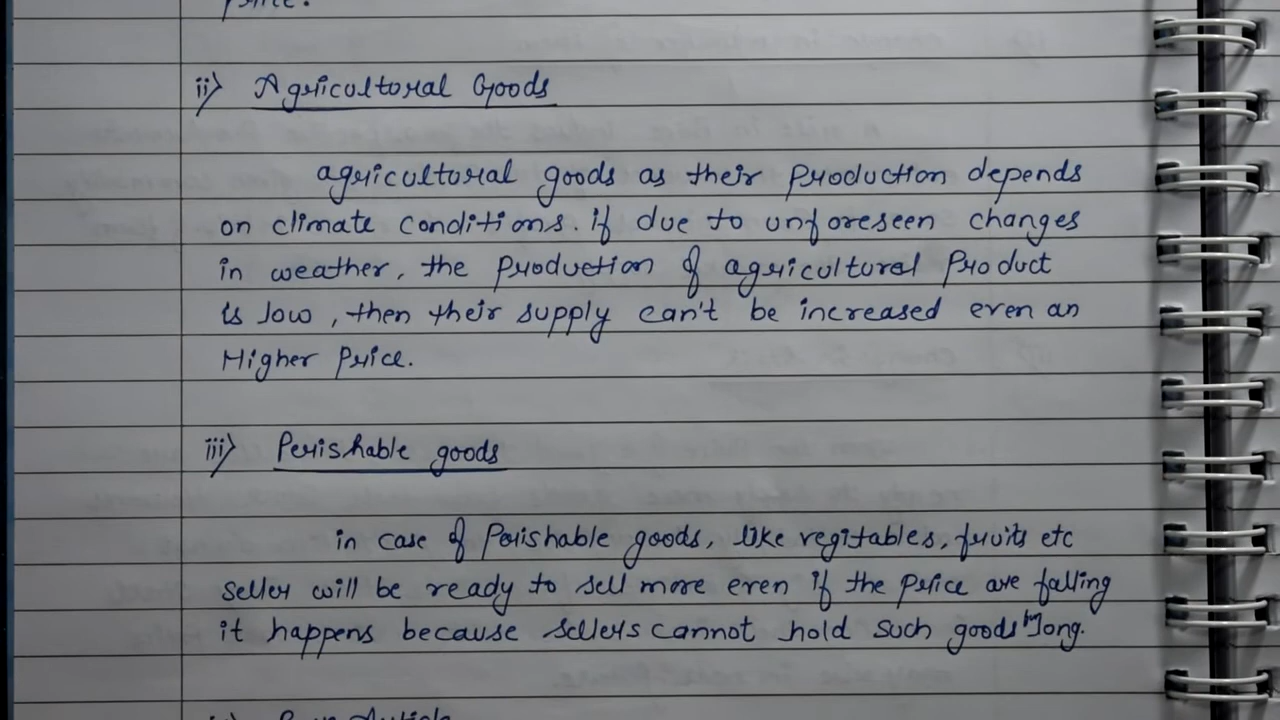 price.
ii) Agricultoral Goods
agricultoral goods as their Production depends
on climate conditions. if due to unforeseen changes
in weather, the Production of agricultural Product
is low, then their supply can't be increased even an
Higher Price.
iii) Perishable goods
in case of Perishable goods, like vegitables, fruits etc
seller will be ready to sell more even if the Price are falling
it happens because sellers cannot hold such goods long.